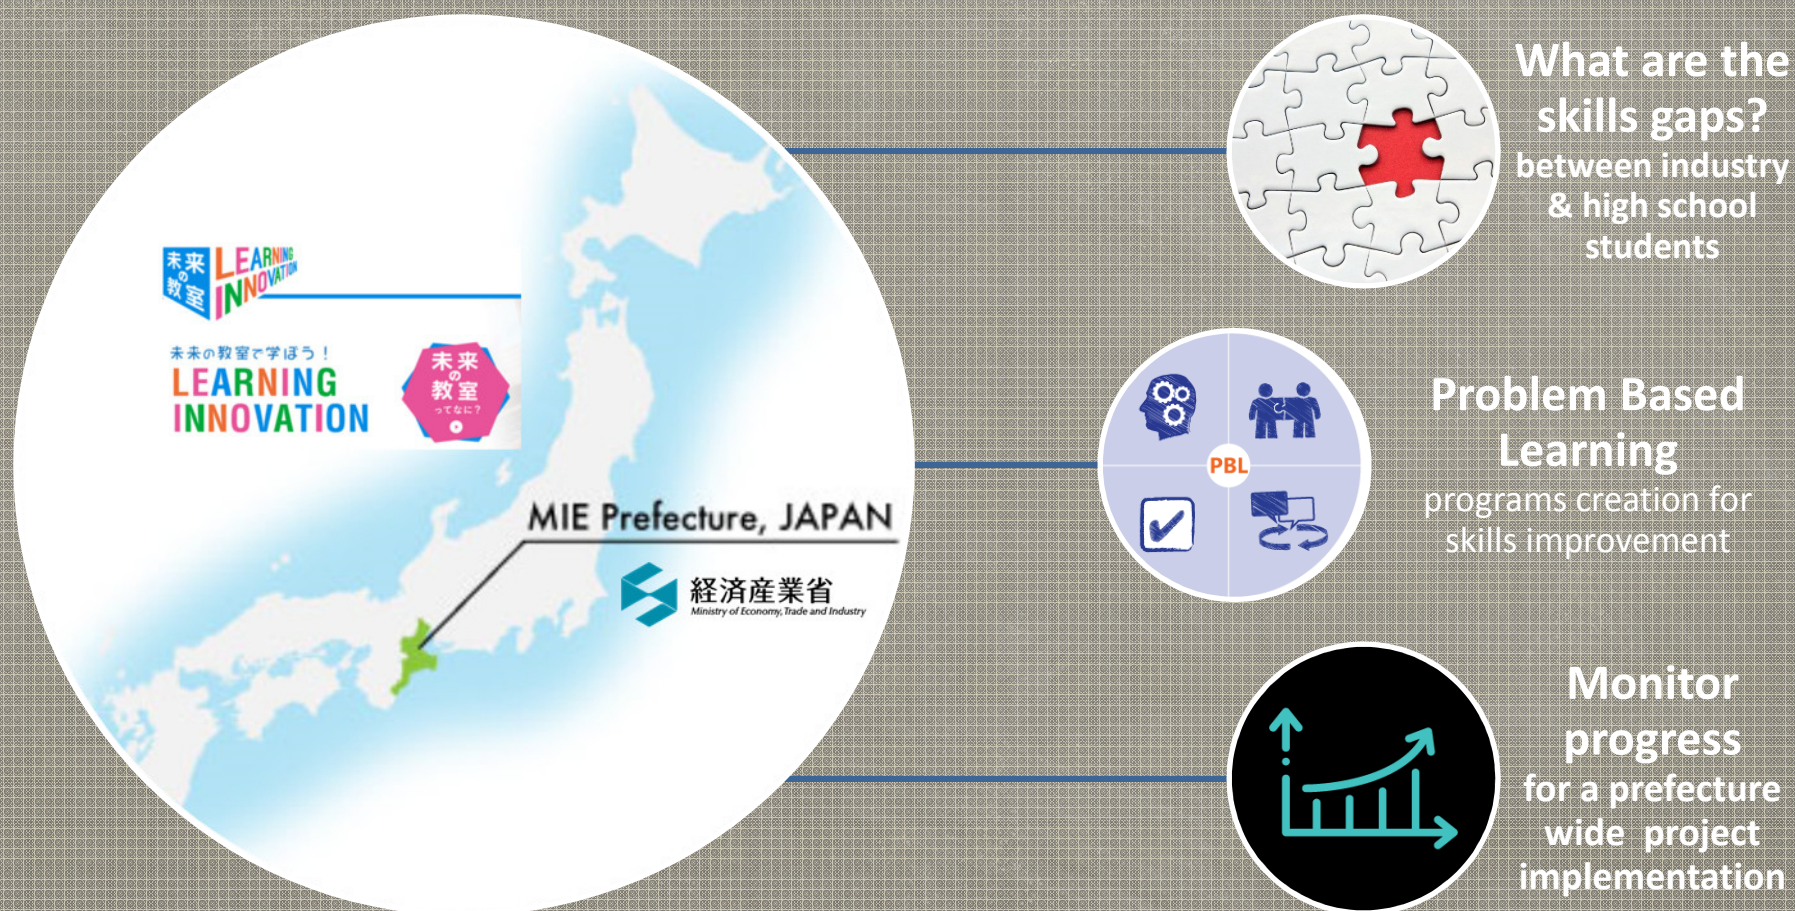 未来
の
教室
LEARNING
INNOVATION
未来の教室で学ぼう！
LEARNING
INNOVATION
未来
の
教室
ってなに？
MIE Prefecture, JAPAN
経済産業省
Ministry of Economy, Trade and Industry
What are the
skills gaps?
between industry
& high school
students
PBL
Problem Based
Learning
programs creation for
skills improvement
Monitor
progress
for a prefecture
wide project
implementation